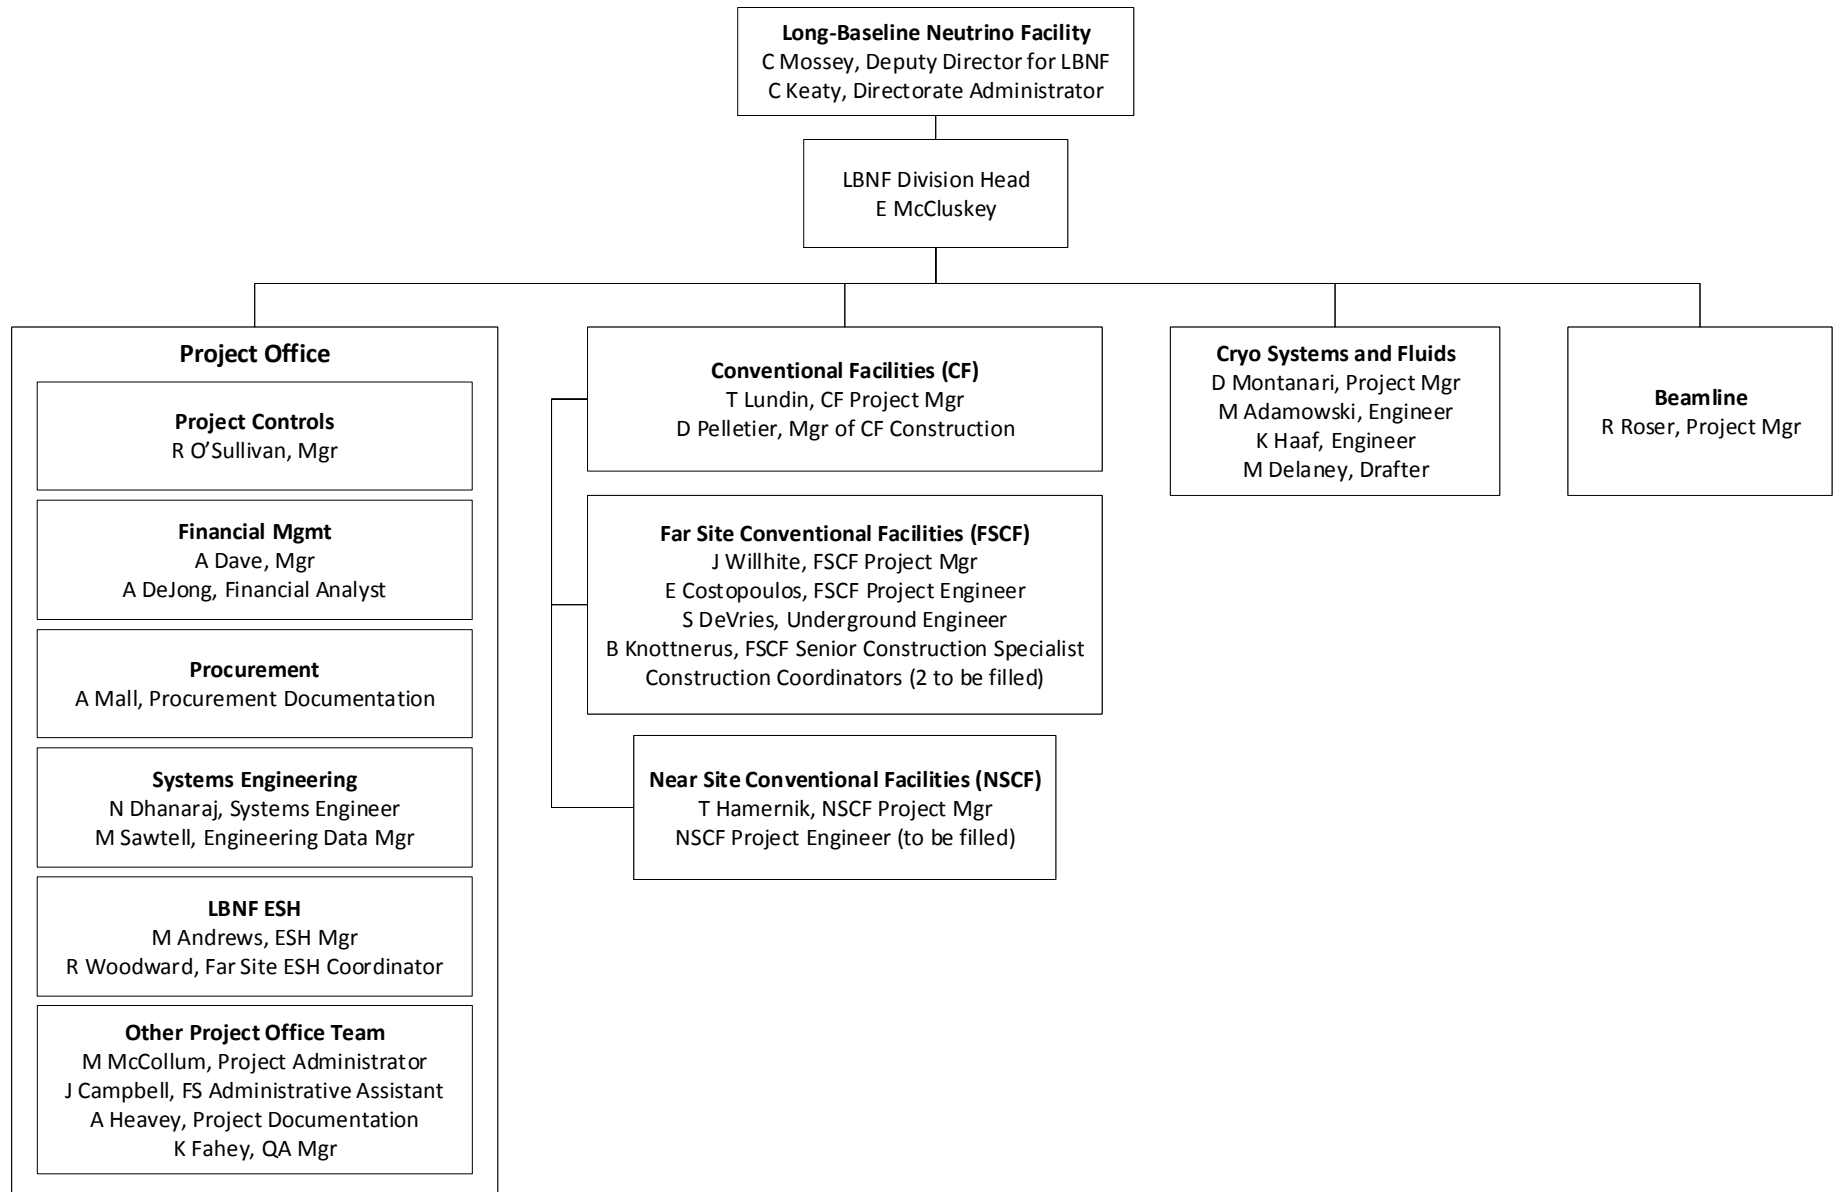 Long-Baseline Neutrino Facility
C Mossey, Deputy Director for LBNF
C Keaty, Directorate Administrator
LBNF Division Head
E McCluskey
Project Office
Project Controls
R O’Sullivan, Mgr
Financial Mgmt
A Dave, Mgr
A DeJong, Financial Analyst
Procurement
A Mall, Procurement Documentation
Systems Engineering
N Dhanaraj, Systems Engineer
M Sawtell, Engineering Data Mgr
LBNF ESH
M Andrews, ESH Mgr
R Woodward, Far Site ESH Coordinator
Other Project Office Team
M McCollum, Project Administrator
J Campbell, FS Administrative Assistant
A Heavey, Project Documentation
K Fahey, QA Mgr
Conventional Facilities (CF)
T Lundin, CF Project Mgr
D Pelletier, Mgr of CF Construction
Far Site Conventional Facilities (FSCF)
J Willhite, FSCF Project Mgr
E Costopoulos, FSCF Project Engineer
S DeVries, Underground Engineer
B Knottnerus, FSCF Senior Construction Specialist
Construction Coordinators (2 to be filled)
Near Site Conventional Facilities (NSCF)
T Hamernik, NSCF Project Mgr
NSCF Project Engineer (to be filled)
Cryo Systems and Fluids
D Montanari, Project Mgr
M Adamowski, Engineer
K Haaf, Engineer
M Delaney, Drafter
Beamline
R Roser, Project Mgr